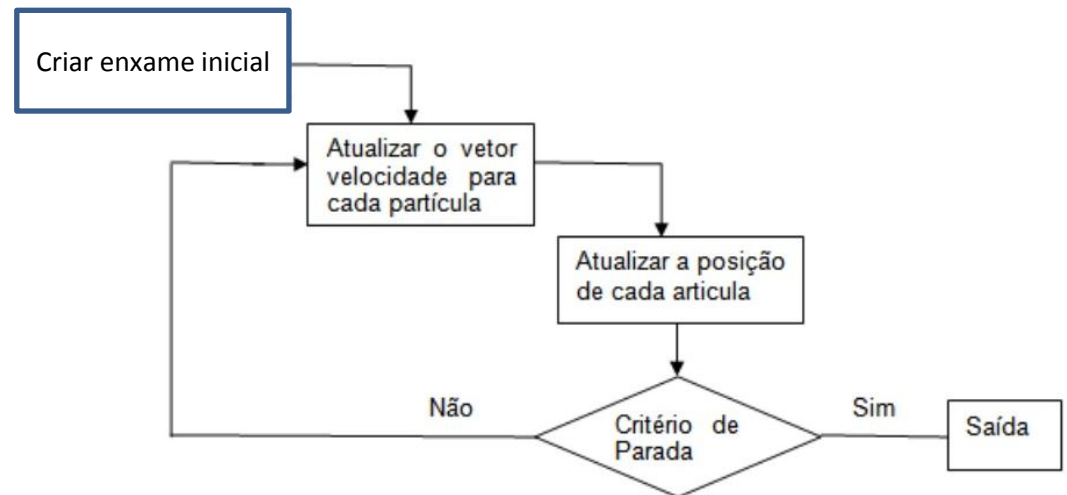 Criar enxame inicial
Atualizar o vetor
velocidade para
cada partícula
Atualizar a posição
de cada articula
Não
Critério de
Parada
Sim
Saída